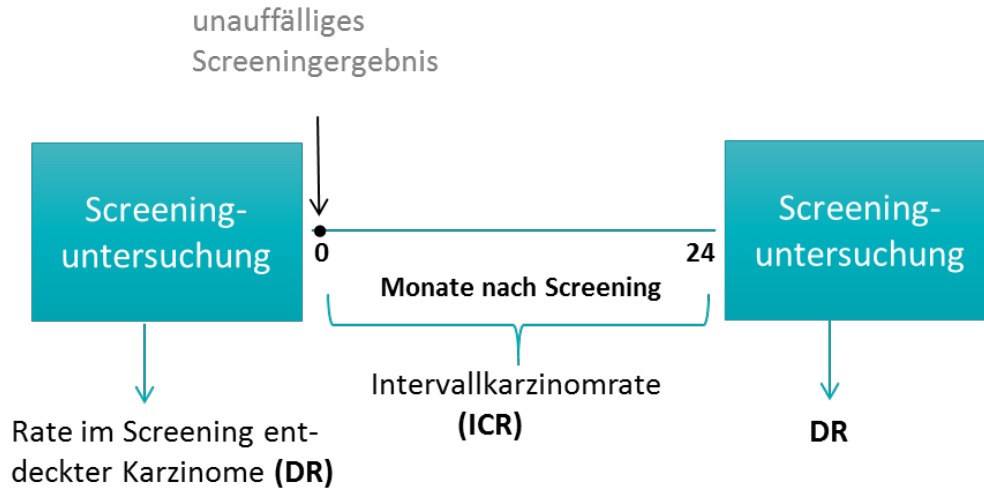 unauffälliges
Screeningergebnis
Screening-
untersuchung
Screening-
untersuchung
0
24
Monate nach Screening
Intervallkarzinomrate
(ICR)
Rate im Screening ent-
deckter Karzinome (DR)
DR